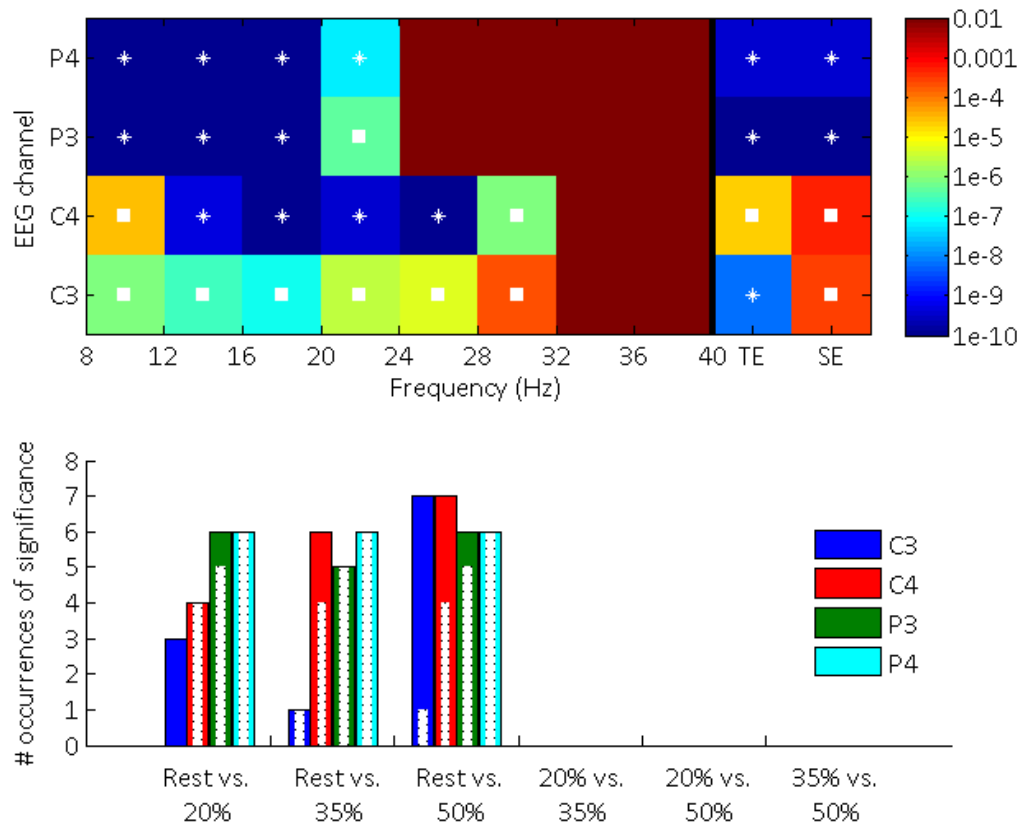 P4
P3
C4
C3
EEG channel
8 12 16 20 24 28 32 36 40 TE SE
Frequency (Hz)
0.01
0.001
1e-4
1e-5
1e-6
1e-7
1e-8
1e-9
1e-10
# occurrences of significance
8
7
6
5
4
3
2
1
0
Rest vs. 20%
Rest vs. 35%
Rest vs. 50%
20% vs. 35%
20% vs. 50%
35% vs. 50%
C3
C4
P3
P4